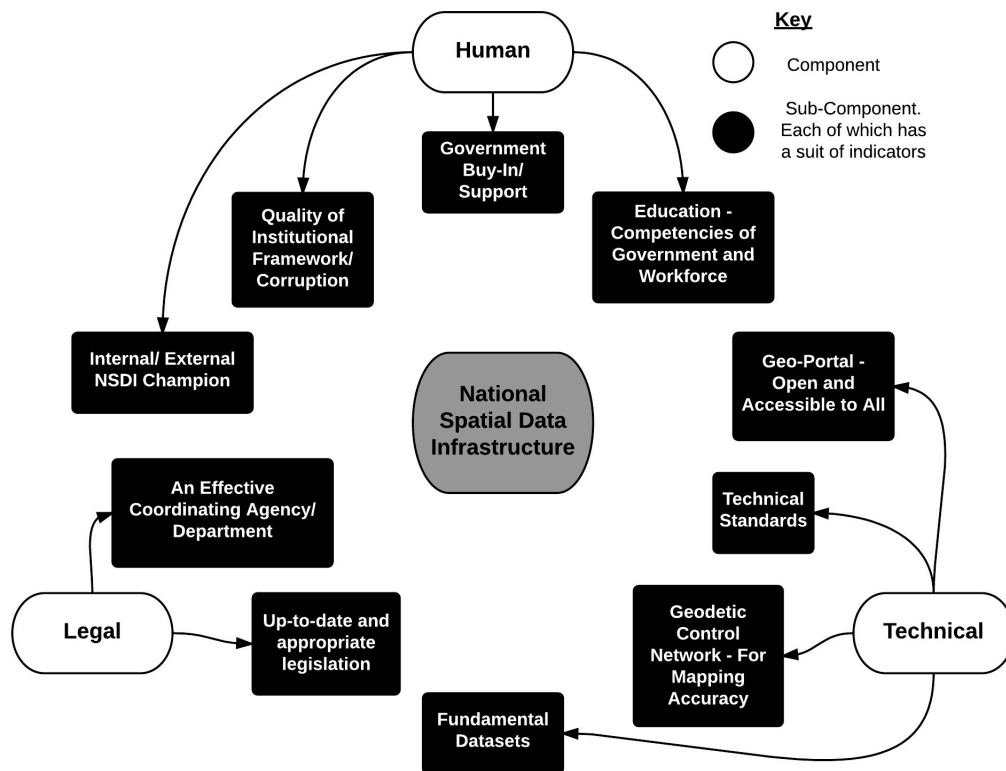 Key
Component
Sub-Component.
Each of which has
a suit of indicators
Human
Government
Buy-In/
Support
Quality of
Institutional
Framework/
Corruption
Education -
Competencies of
Government and
Workforce
Internal/ External
NSDI Champion
Geo-Portal -
Open and
Accessible to All
National
Spatial Data
Infrastructure
An Effective
Coordinating Agency/
Department
Technical
Standards
Legal
Up-to-date and
appropriate
legislation
Geodetic
Control
Network - For
Mapping
Accuracy
Technical
Fundamental
Datasets